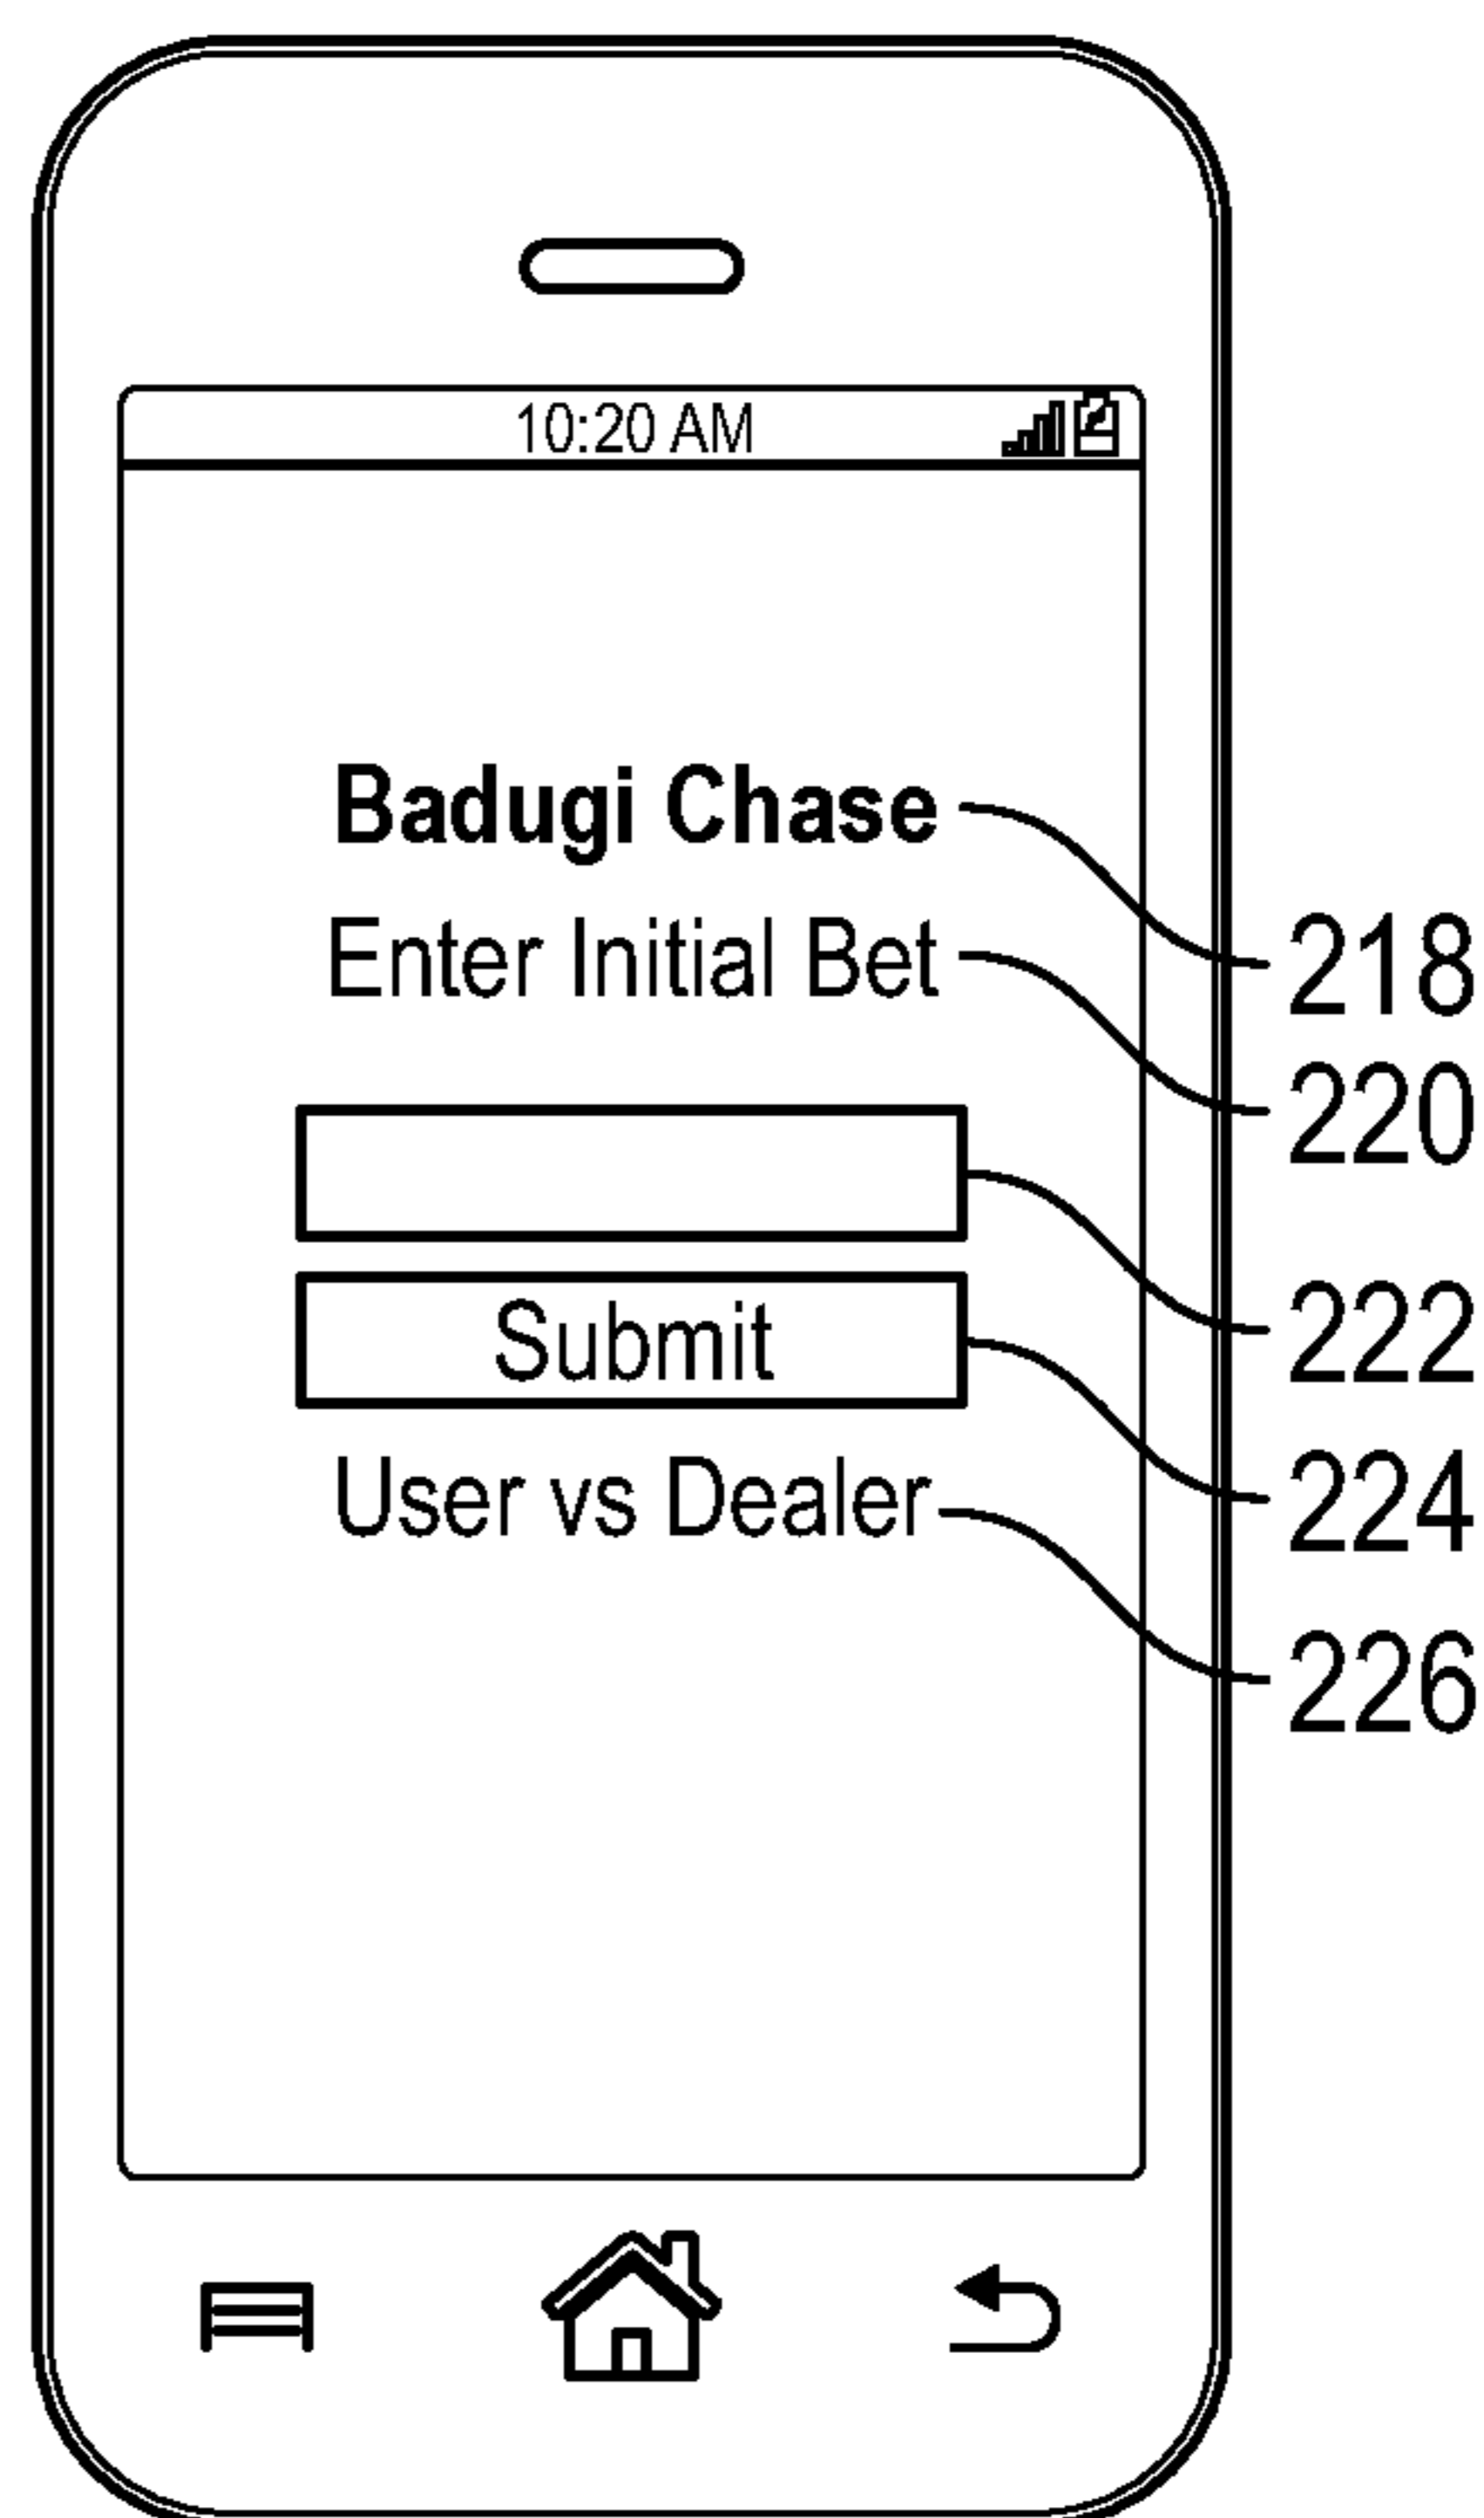 10:20 AM
Badugi Chase
218
Enter Initial Bet
220
222
Submit
224
User vs Dealer
226